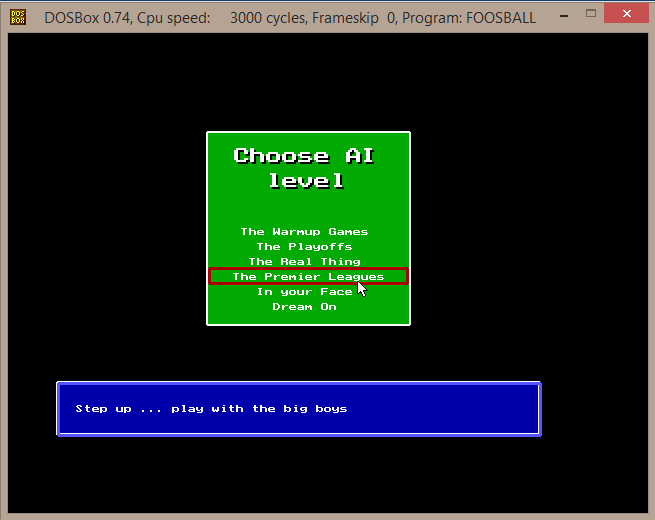 DOS
BOX
DOSBox 0.74, Cpu speed: 3000 cycles, Frameskip 0, Program: FOOSBALL
Choose AI
level
The Warmup Games
The Playoffs
The Real Thing
The Premier Leagues
In your Face
Dream On
Step up ... play with the big boys